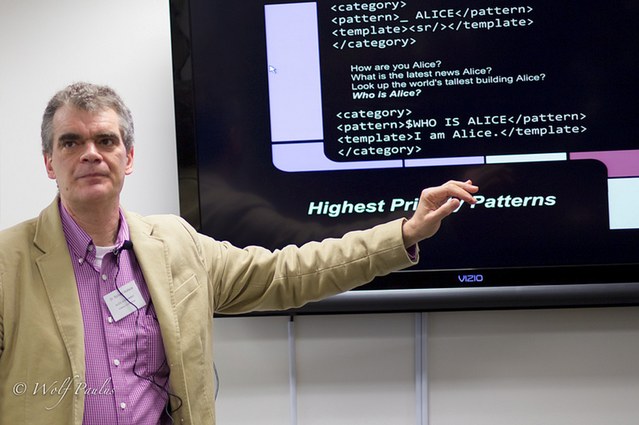 <category>
<pattern>_ ALICE</pattern>
<template><sr/></template>
</category>
How are you Alice?
What is the latest news Alice?
Look up the world's tallest building Alice?
Who is Alice?
<category>
<pattern>$WHO IS ALICE</pattern>
<template>I am Alice.</template>
</category>
Highest Patterns
VIZIO
© Wolf Paulus